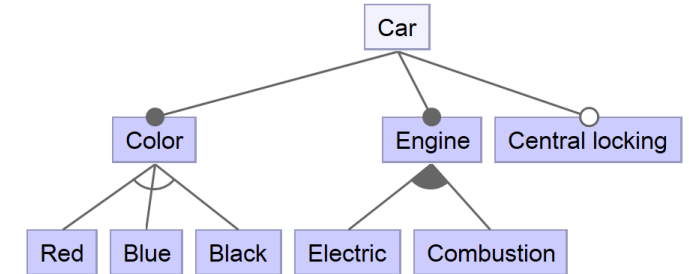 Car
Color
Engine
Central locking
Red
Blue
Black
Electric
Combustion